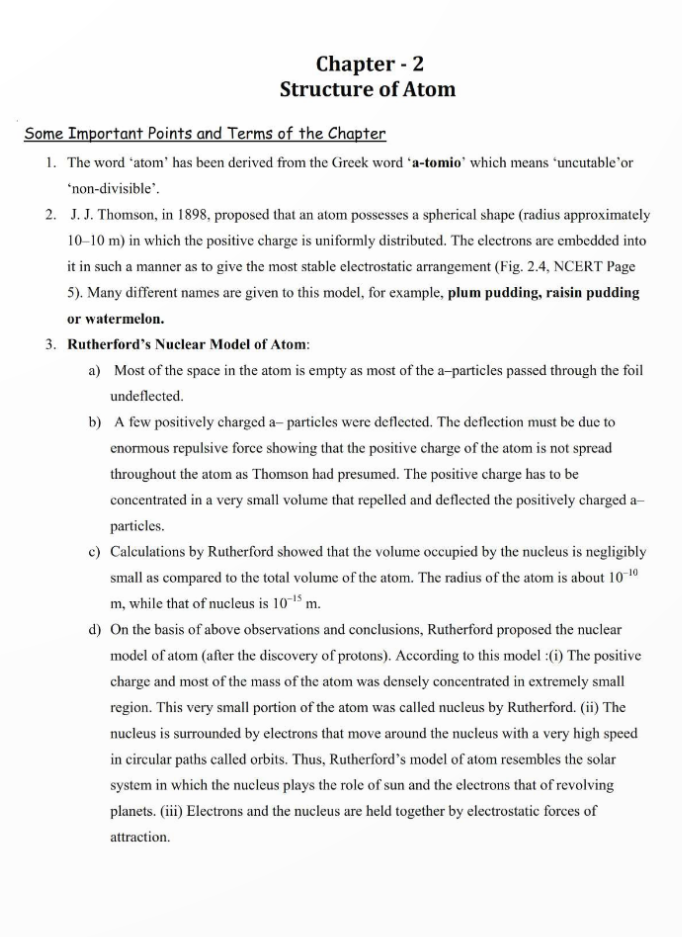 Chapter - 2
Structure of Atom
Some Important Points and Terms of the Chapter
1. The word ‘atom’ has been derived from the Greek word ‘a-tomio’ which means ‘uncutable’or
‘non-divisible’.
2. J. J. Thomson, in 1898, proposed that an atom possesses a spherical shape (radius approximately
10–10 m) in which the positive charge is uniformly distributed. The electrons are embedded into
it in such a manner as to give the most stable electrostatic arrangement (Fig. 2.4, NCERT Page
5). Many different names are given to this model, for example, plum pudding, raisin pudding
or watermelon.
3. Rutherford’s Nuclear Model of Atom:
a) Most of the space in the atom is empty as most of the a–particles passed through the foil
undeflected.
b) A few positively charged a– particles were deflected. The deflection must be due to
enormous repulsive force showing that the positive charge of the atom is not spread
throughout the atom as Thomson had presumed. The positive charge has to be
concentrated in a very small volume that repelled and deflected the positively charged a–
particles.
c) Calculations by Rutherford showed that the volume occupied by the nucleus is negligibly
small as compared to the total volume of the atom. The radius of the atom is about 10⁻¹⁰
m, while that of nucleus is 10⁻¹⁵ m.
d) On the basis of above observations and conclusions, Rutherford proposed the nuclear
model of atom (after the discovery of protons). According to this model :(i) The positive
charge and most of the mass of the atom was densely concentrated in extremely small
region. This very small portion of the atom was called nucleus by Rutherford. (ii) The
nucleus is surrounded by electrons that move around the nucleus with a very high speed
in circular paths called orbits. Thus, Rutherford’s model of atom resembles the solar
system in which the nucleus plays the role of sun and the electrons that of revolving
planets. (iii) Electrons and the nucleus are held together by electrostatic forces of
attraction.